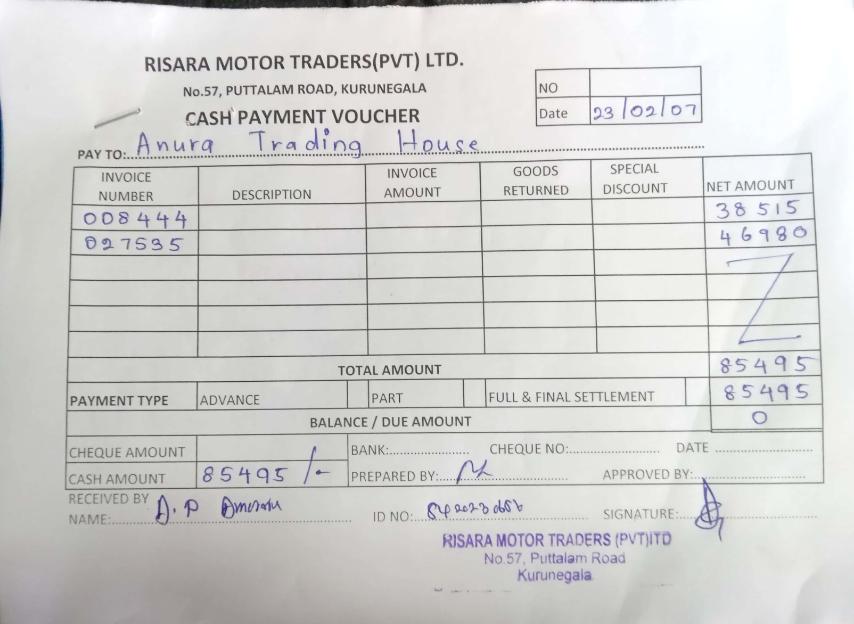 RISARA MOTOR TRADERS(PVT) LTD.
No.57, PUTTALAM ROAD, KURUNEGALA
CASH PAYMENT VOUCHER
NO
Date 23/02/07
PAY TO: Anura Trading House
INVOICE NUMBER DESCRIPTION INVOICE AMOUNT GOODS RETURNED SPECIAL DISCOUNT NET AMOUNT
008444 38515
027535 46980
TOTAL AMOUNT 85495
PAYMENT TYPE ADVANCE PART FULL & FINAL SETTLEMENT 85495
BALANCE / DUE AMOUNT 0
CHEQUE AMOUNT BANK: CHEQUE NO: DATE
CASH AMOUNT 85495/- PREPARED BY: APPROVED BY:
RECEIVED BY
NAME: A.P ID NO: SIGNATURE:
RISARA MOTOR TRADERS (PVT)lTD
No.57, Puttalam Road
Kurunegala